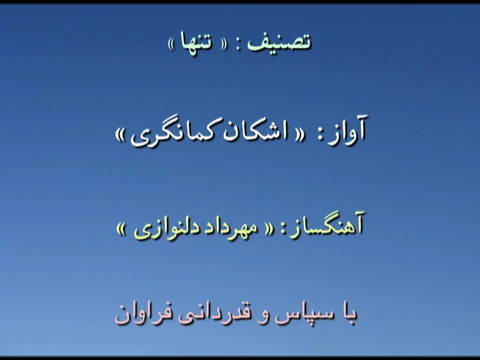 تصنیف : « تنها »
آواز : « اشکان کمانگری »
آهنگساز : « مهرداد دلنوازی »
با سپاس و قدردانی فراوان